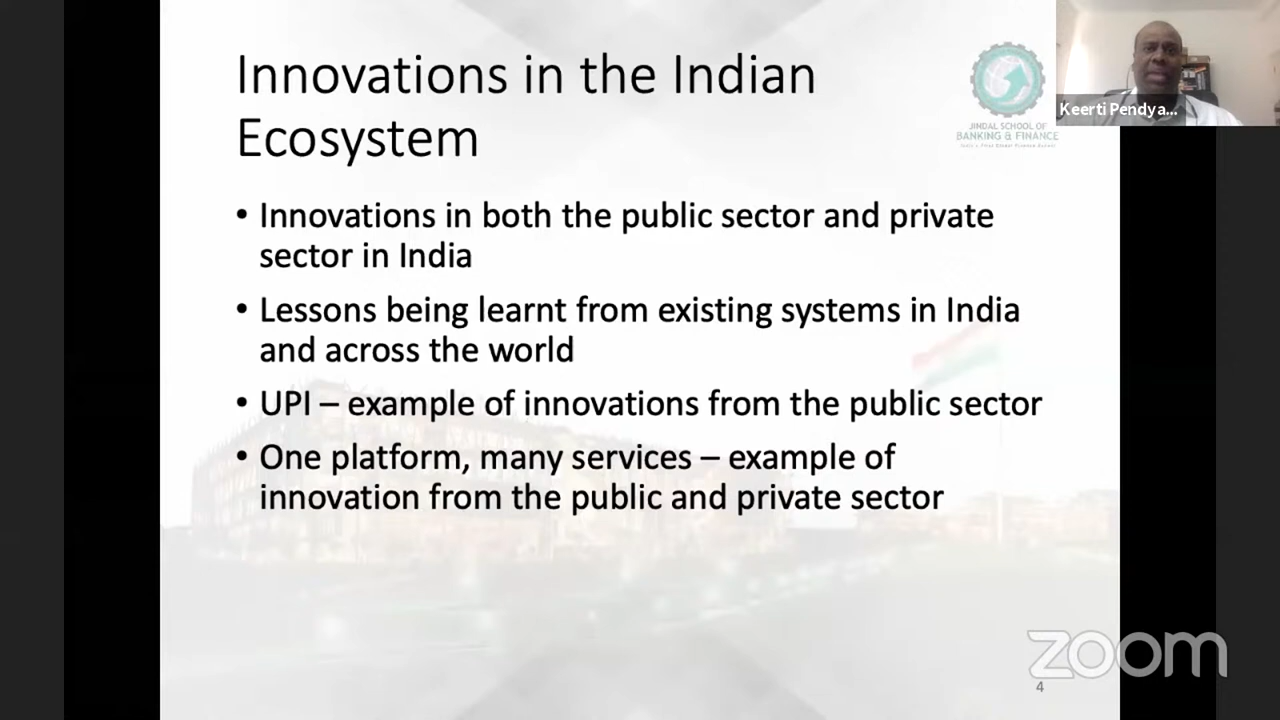 Innovations in the Indian
Ecosystem
JINDAL SCHOOL OF
BANKING & FINANCE
Keerti Pendya...
• Innovations in both the public sector and private
sector in India
• Lessons being learnt from existing systems in India
and across the world
• UPI – example of innovations from the public sector
• One platform, many services – example of
innovation from the public and private sector
zoom
4